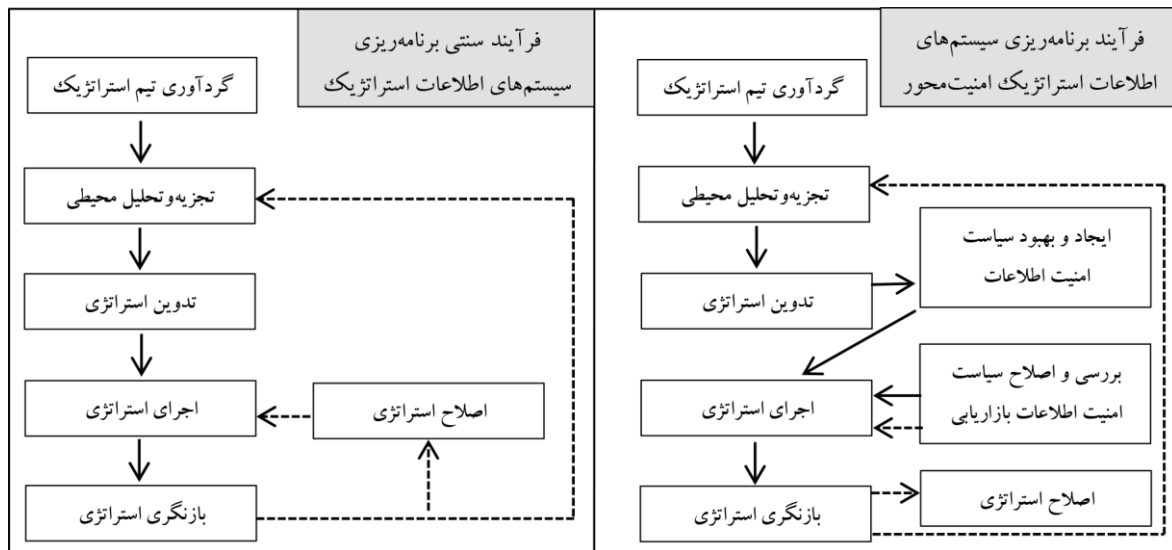 فرآیند برنامه‌ریزی سیستم‌های
اطلاعات استراتژیک امنیت‌محور
گردآوری تیم استراتژیک
تجزیه‌وتحلیل محیطی
تدوین استراتژی
ایجاد و بهبود سیاست
امنیت اطلاعات
اجرای استراتژی
بررسی و اصلاح سیاست
امنیت اطلاعات بازاریابی
بازنگری استراتژی
اصلاح استراتژی
فرآیند سنتی برنامه‌ریزی
سیستم‌های اطلاعات استراتژیک
گردآوری تیم استراتژیک
تجزیه‌وتحلیل محیطی
تدوین استراتژی
اجرای استراتژی
اصلاح استراتژی
بازنگری استراتژی